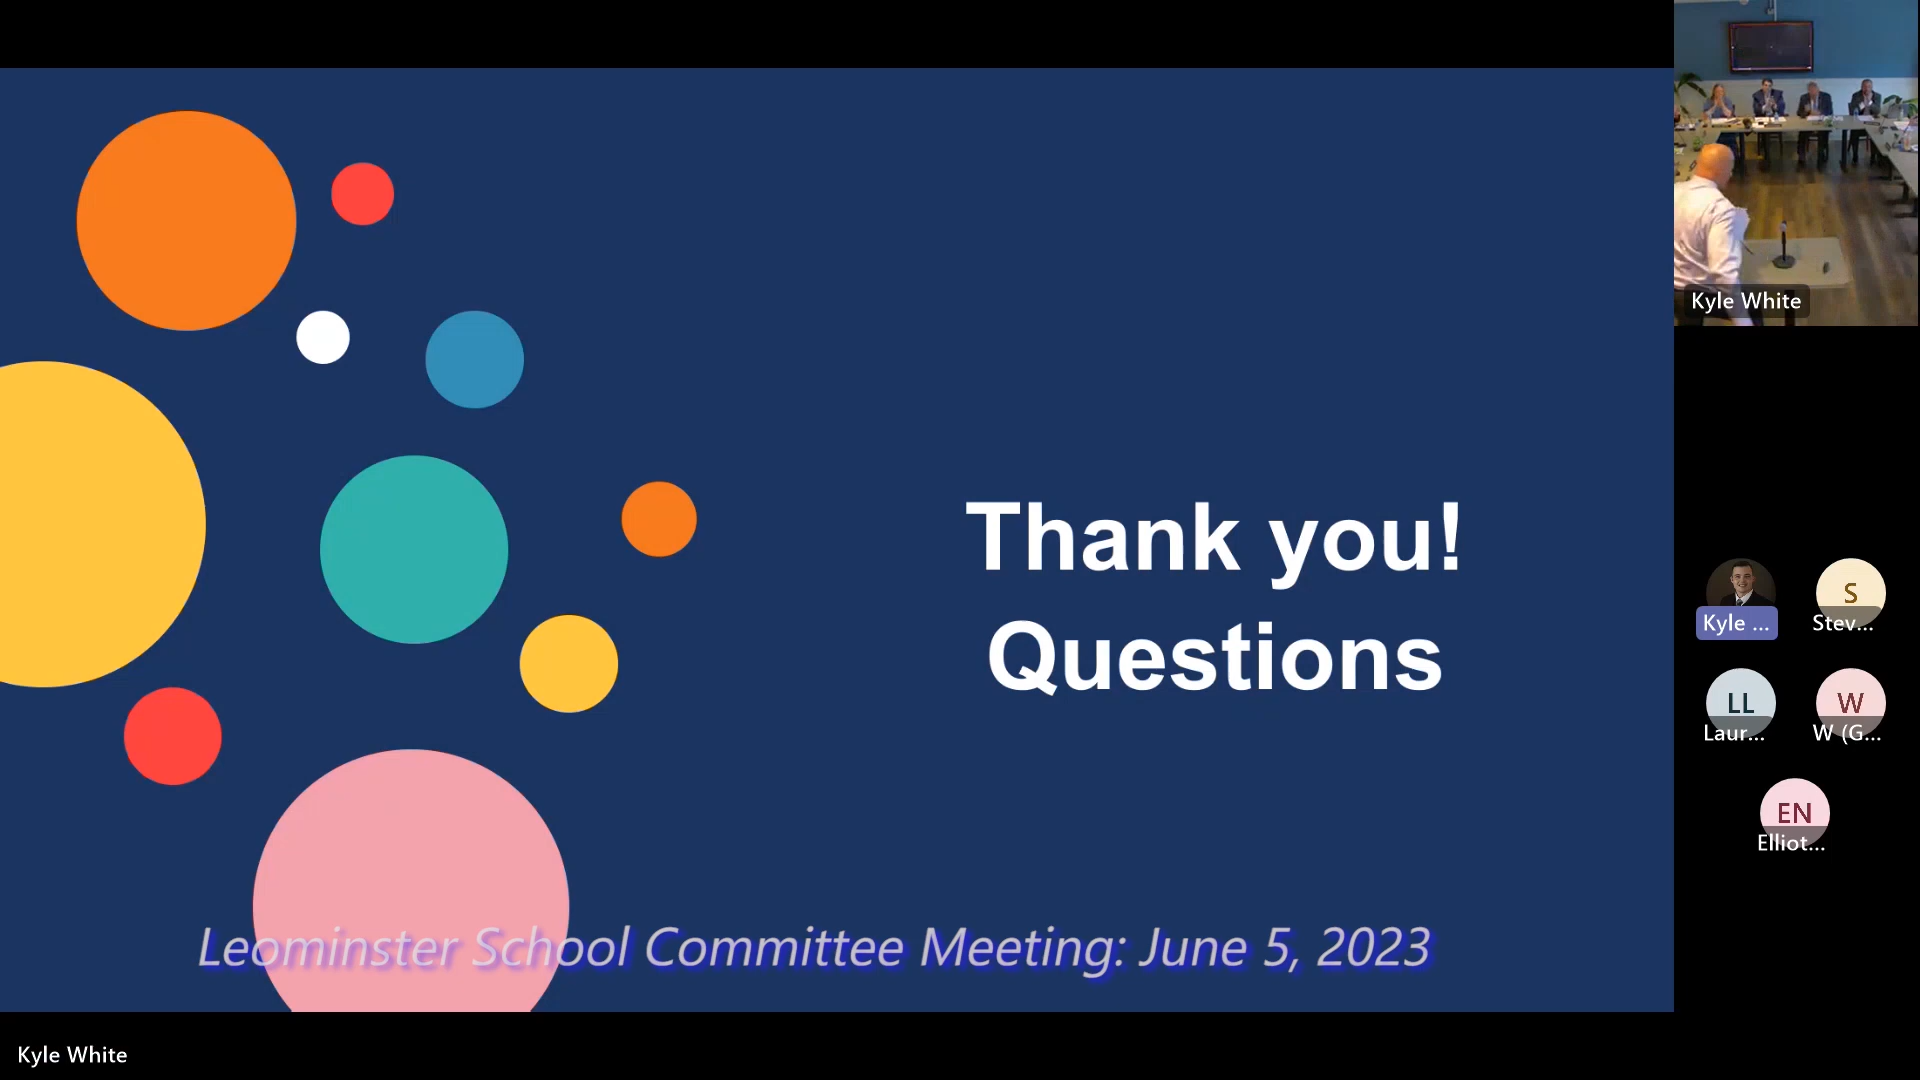 Thank you!
Questions
Leominster School Committee Meeting: June 5, 2023
Kyle White
Kyle ...
S
Stev...
LL
Laur...
W
W (G...
EN
Elliot...
Kyle White